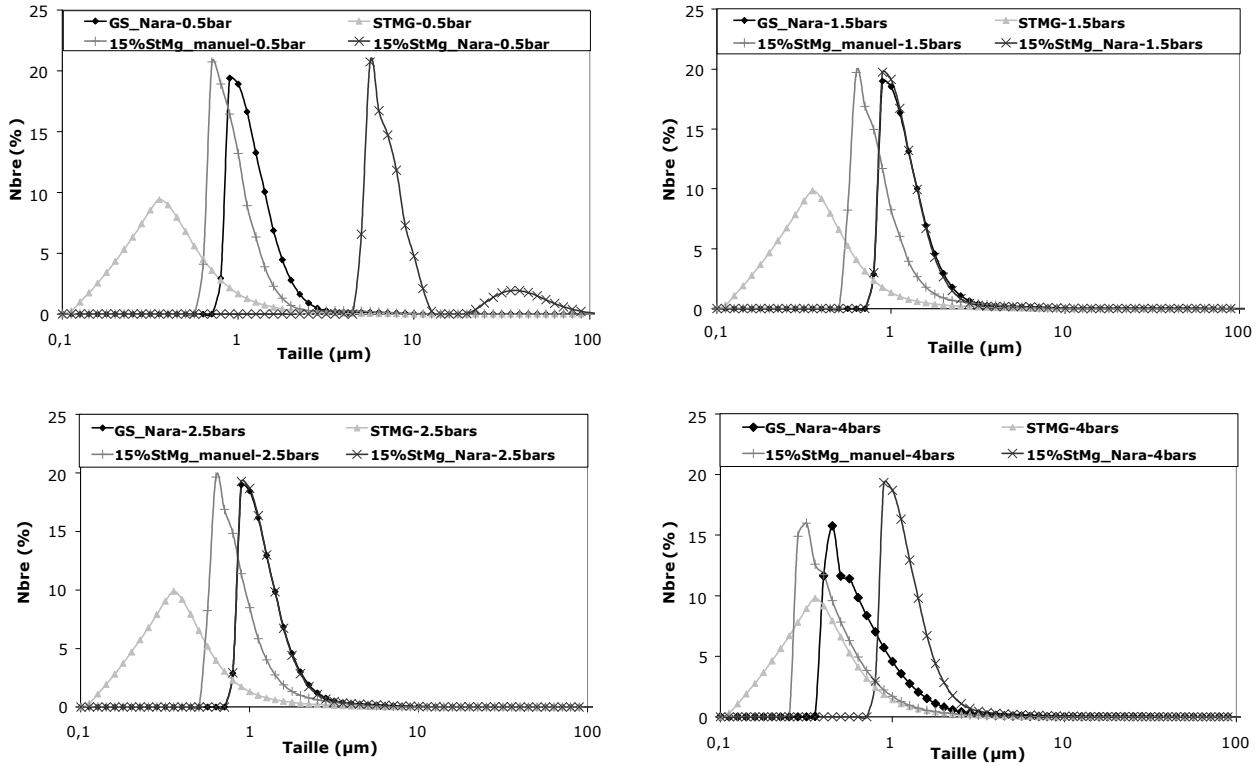 GS_Nara-0.5bar STMG-0.5bar
15%StMg_manuel-0.5bar 15%StMg_Nara-0.5bar
25
20
15
10
5
0
Nbre (%)
0,1 1 10 100
Taille (µm)
GS_Nara-1.5bars STMG-1.5bars
15%StMg_manuel-1.5bars 15%StMg_Nara-1.5bars
25
20
15
10
5
0
Nbre (%)
0,1 1 10 100
Taille (µm)
GS_Nara-2.5bars STMG-2.5bars
15%StMg_manuel-2.5bars 15%StMg_Nara-2.5bars
25
20
15
10
5
0
Nbre (%)
0,1 1 10 100
Taille (µm)
GS_Nara-4bars STMG-4bars
15%StMg_manuel-4bars 15%StMg_Nara-4bars
25
20
15
10
5
0
Nbre (%)
0,1 1 10 100
Taille (µm)